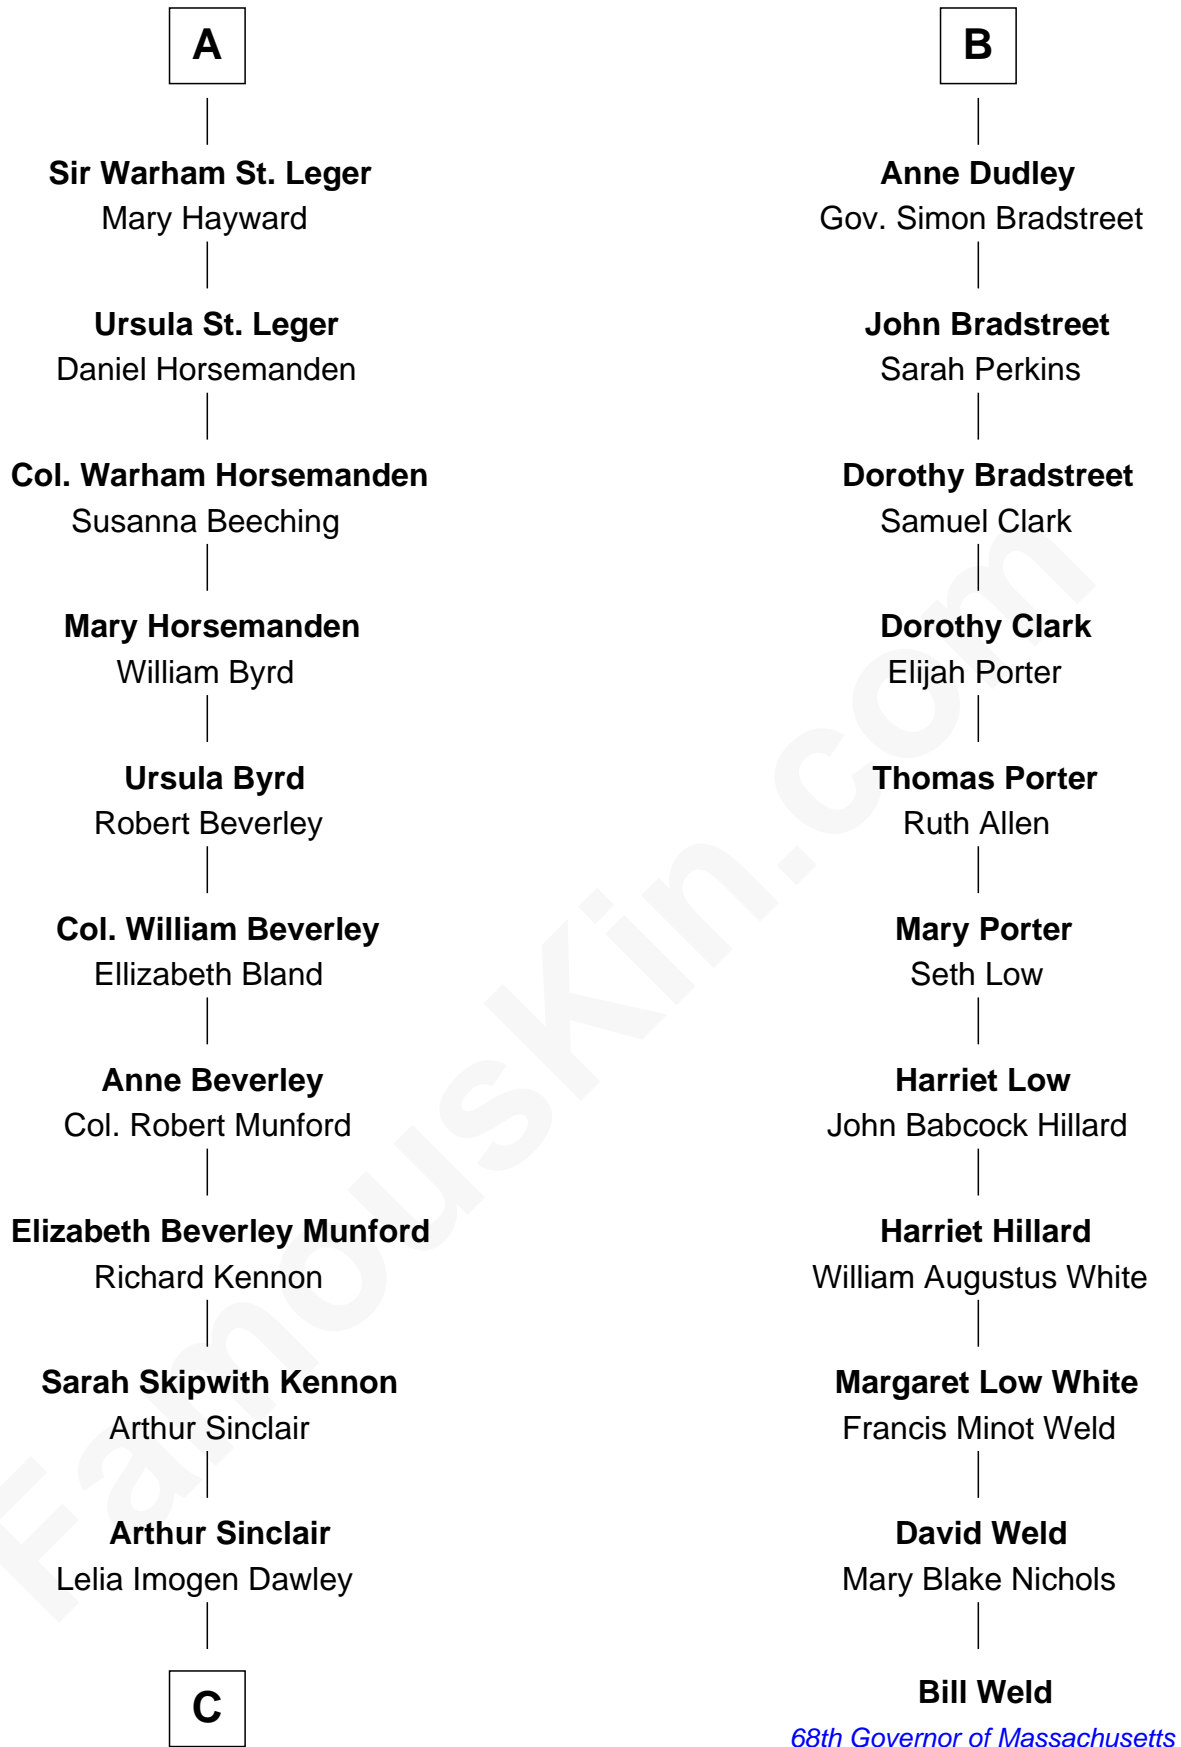 A
Sir Warham St. Leger
Mary Hayward
Ursula St. Leger
Daniel Horsemanden
Col. Warham Horsemanden
Susanna Beeching
Mary Horsemanden
William Byrd
Ursula Byrd
Robert Beverley
Col. William Beverley
Ellizabeth Bland
Anne Beverley
Col. Robert Munford
Elizabeth Beverley Munford
Richard Kennon
Sarah Skipwith Kennon
Arthur Sinclair
Arthur Sinclair
Lelia Imogen Dawley
C
B
Anne Dudley
Gov. Simon Bradstreet
John Bradstreet
Sarah Perkins
Dorothy Bradstreet
Samuel Clark
Dorothy Clark
Elijah Porter
Thomas Porter
Ruth Allen
Mary Porter
Seth Low
Harriet Low
John Babcock Hillard
Harriet Hillard
William Augustus White
Margaret Low White
Francis Minot Weld
David Weld
Mary Blake Nichols
Bill Weld
68th Governor of Massachusetts
FamousKin.com